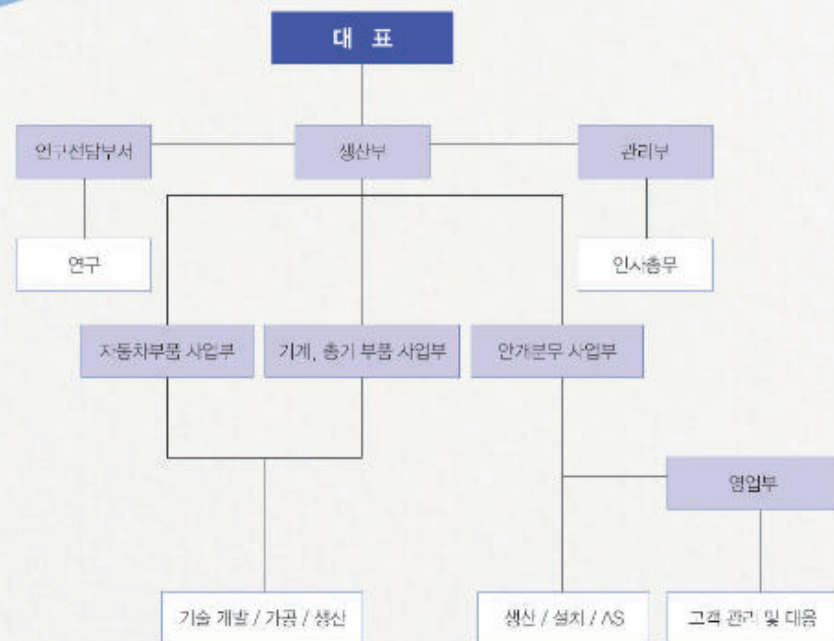 대 표
연구전담부서
생산부
관리부
연구
인사총무
자동차부품 사업부
기계, 총기 부품 사업부
안개분무 사업부
영업부
기술 개발 / 가공 / 생산
생산 / 설치 / AS
고객 관리 및 대응